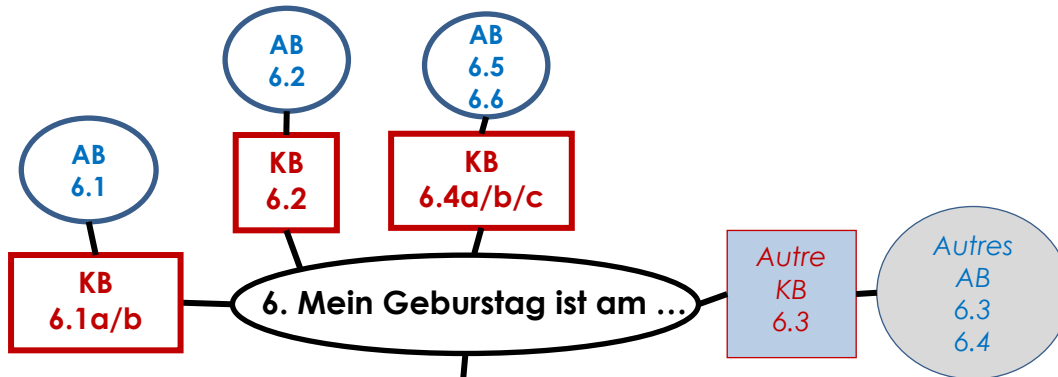 AB
6.1
KB
6.1a/b
AB
6.2
KB
6.2
AB
6.5
6.6
KB
6.4a/b/c
6. Mein Geburstag ist am ...
Autre
KB
6.3
Autres
AB
6.3
6.4